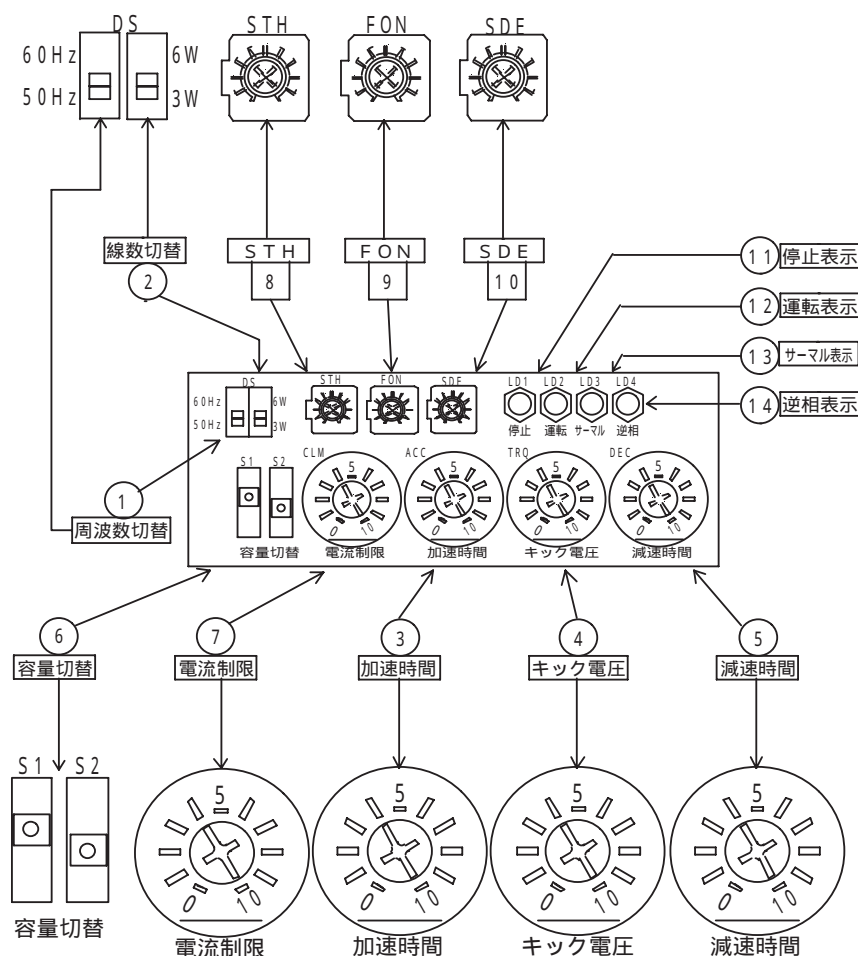 DS
STH
FON
SDE
60Hz
6W
50Hz
3W
線数切替
2
STH
8
FON
9
SDE
10
11 停止表示
12 運転表示
13 サーマル表示
14 逆相表示
DS
STH
FON
SDE
LD1 LD2 LD3 LD4
60Hz
6W
50Hz
3W
停止 運転 サーマル 逆相
1
周波数切替
S1 S2
CLM
5
0 10
ACC
5
0 10
TRQ
5
0 10
DEC
5
0 10
容量切替 電流制限 加速時間 キック電圧 減速時間
6
容量切替
7
電流制限
3
加速時間
4
キック電圧
5
減速時間
S1 S2
容量切替
5
0 10
電流制限
5
0 10
加速時間
5
0 10
キック電圧
5
0 10
減速時間